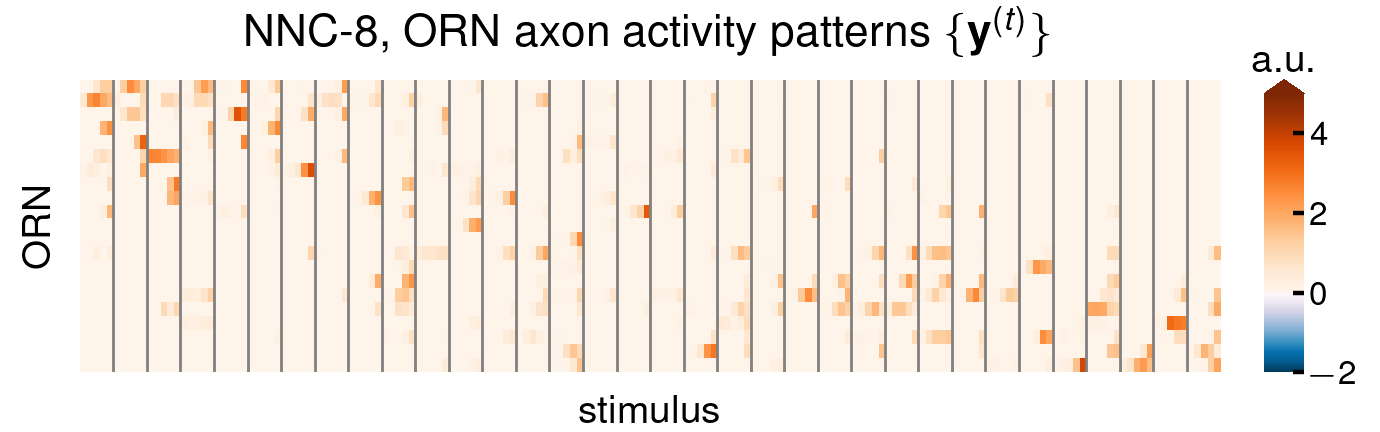 NNC-8, ORN axon activity patterns {y^(t)}
a.u.
4
2
0
−2
ORN
stimulus